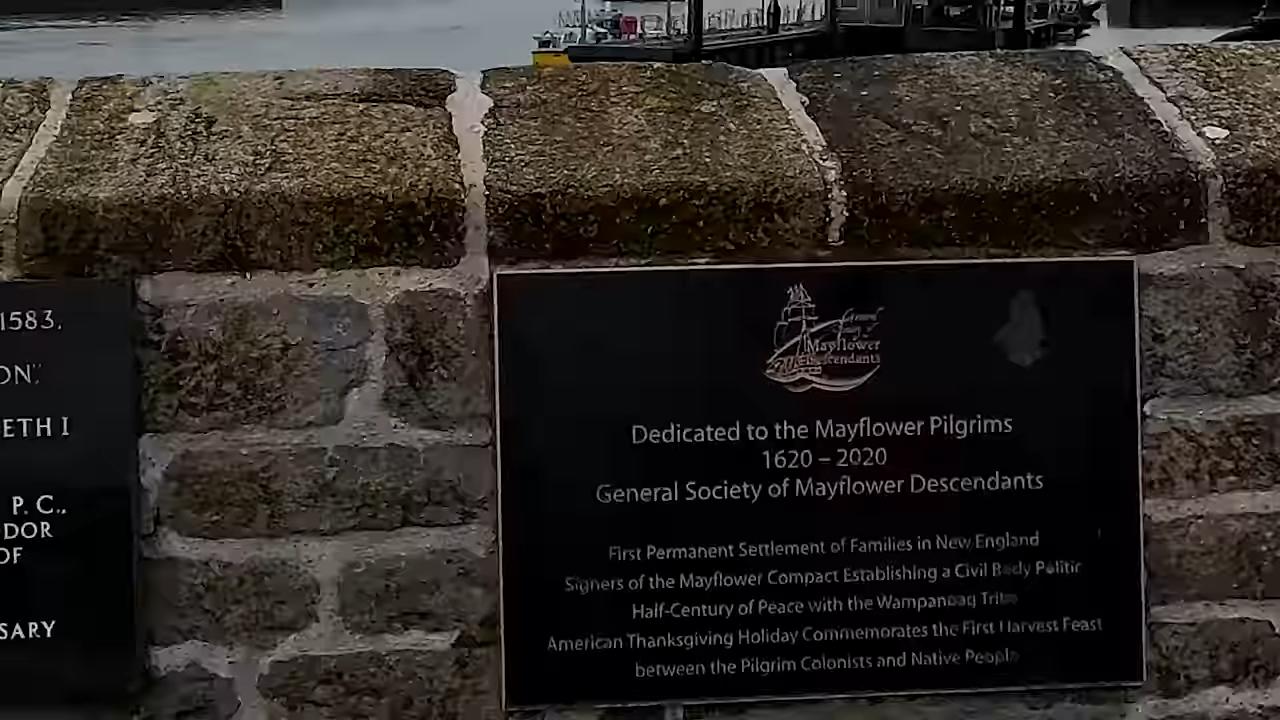 1583,
ON",
ETH I
P. C.,
DOR
OF
SARY
General
Society of
Mayflower
Descendants
Dedicated to the Mayflower Pilgrims
1620 – 2020
General Society of Mayflower Descendants
First Permanent Settlement of Families in New England
Signers of the Mayflower Compact Establishing a Civil Body Politic
Half-Century of Peace with the Wampanoag Tribe
American Thanksgiving Holiday Commemorates the First Harvest Feast
between the Pilgrim Colonists and Native People